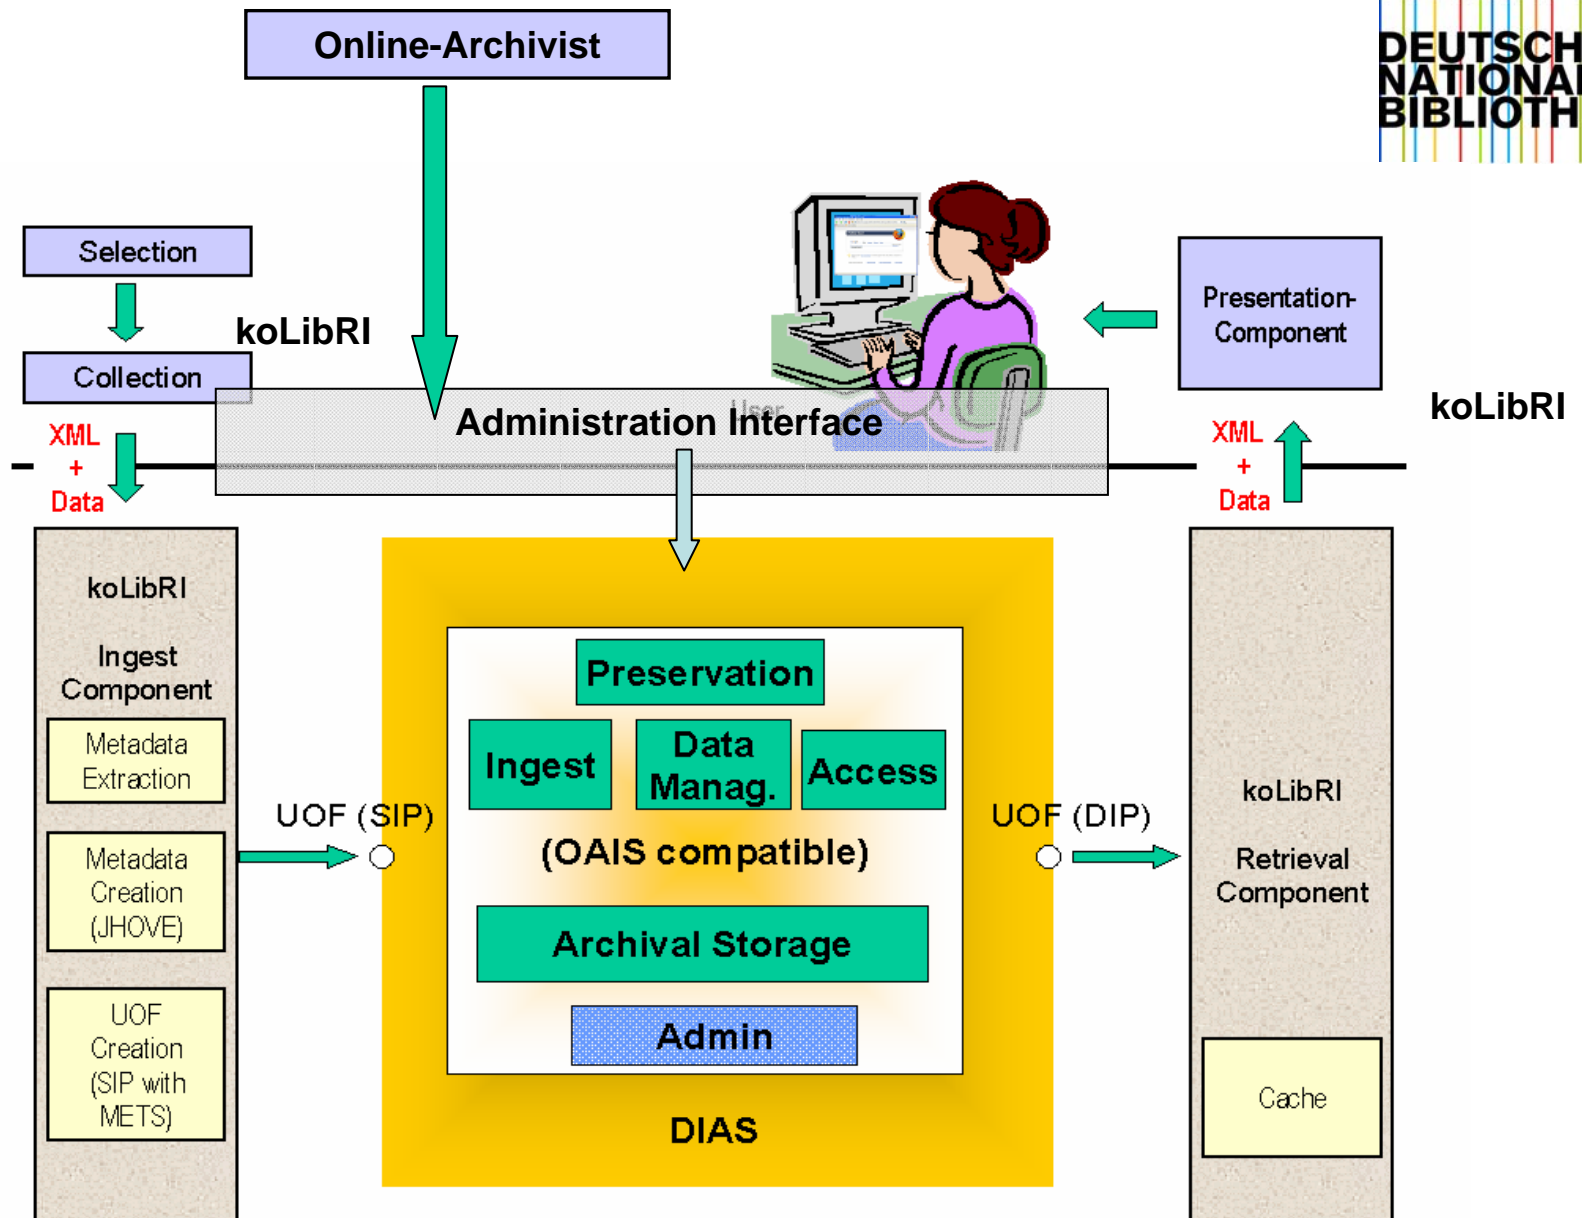 Online-Archivist
DEUTSCH
NATIONAL
BIBLIOTH
Selection
Collection
koLibRI
Presentation-
Component
User
Administration Interface
koLibRI
XML
+
Data
XML
+
Data
koLibRI
Ingest
Component
Metadata
Extraction
Metadata
Creation
(JHOVE)
UOF
Creation
(SIP with
METS)
UOF (SIP)
Preservation
Ingest
Data
Manag.
Access
(OAIS compatible)
Archival Storage
Admin
DIAS
UOF (DIP)
koLibRI
Retrieval
Component
Cache